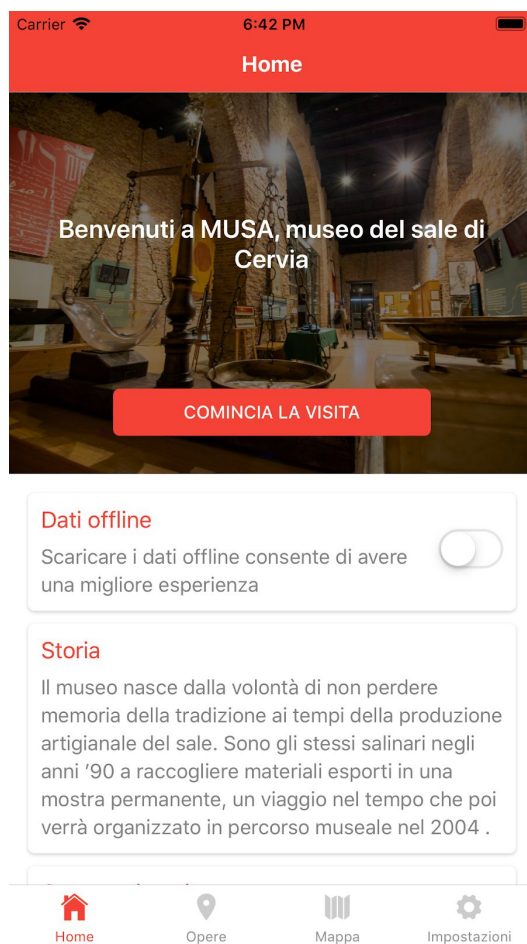 Carrier 6:42 PM
Home
Benvenuti a MUSA, museo del sale di
Cervia
COMINCIA LA VISITA
Dati offline
Scaricare i dati offline consente di avere
una migliore esperienza
Storia
Il museo nasce dalla volontà di non perdere
memoria della tradizione ai tempi della produzione
artigianale del sale. Sono gli stessi salinari negli
anni ’90 a raccogliere materiali esporti in una
mostra permanente, un viaggio nel tempo che poi
verrà organizzato in percorso museale nel 2004 .
Home Opere Mappa Impostazioni